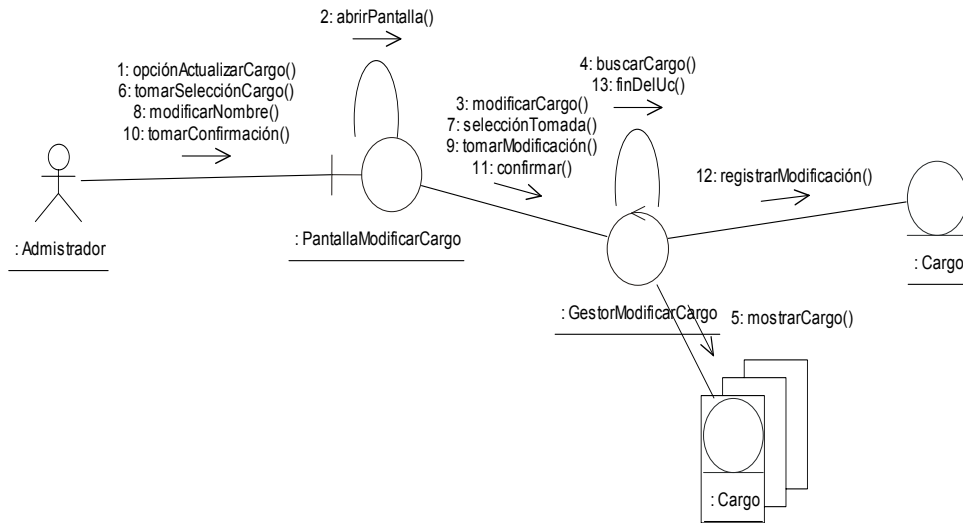 2: abrirPantalla()
1: opciónActualizarCargo()
6: tomarSelecciónCargo()
8: modificarNombre()
10: tomarConfirmación()
4: buscarCargo()
13: finDelUc()
3: modificarCargo()
7: selecciónTomada()
9: tomarModificación()
11: confirmar()
12: registrarModificación()
: Admistrador
: PantallaModificarCargo
: Cargo
: GestorModificarCargo
5: mostrarCargo()
: Cargo